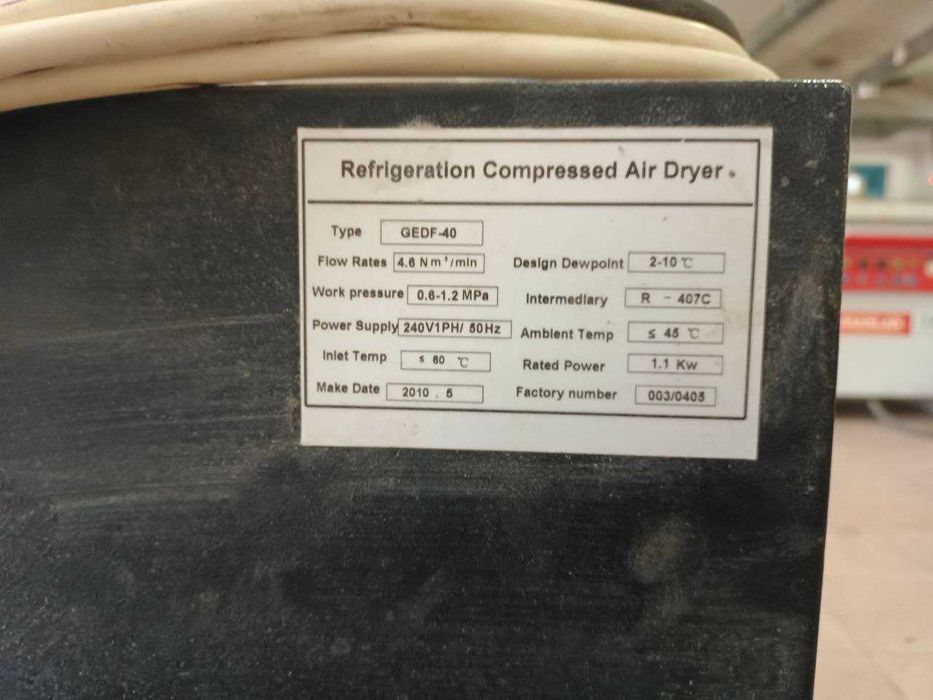 Refrigeration Compressed Air Dryer
Type GEDF-40
Flow Rates 4.6 Nm³/min Design Dewpoint 2-10 ℃
Work pressure 0.6-1.2 MPa Intermediary R - 407C
Power Supply 240V1PH/ 50Hz Ambient Temp ≤ 45 ℃
Inlet Temp ≤ 60 ℃ Rated Power 1.1 Kw
Make Date 2010 . 5 Factory number 003/0405